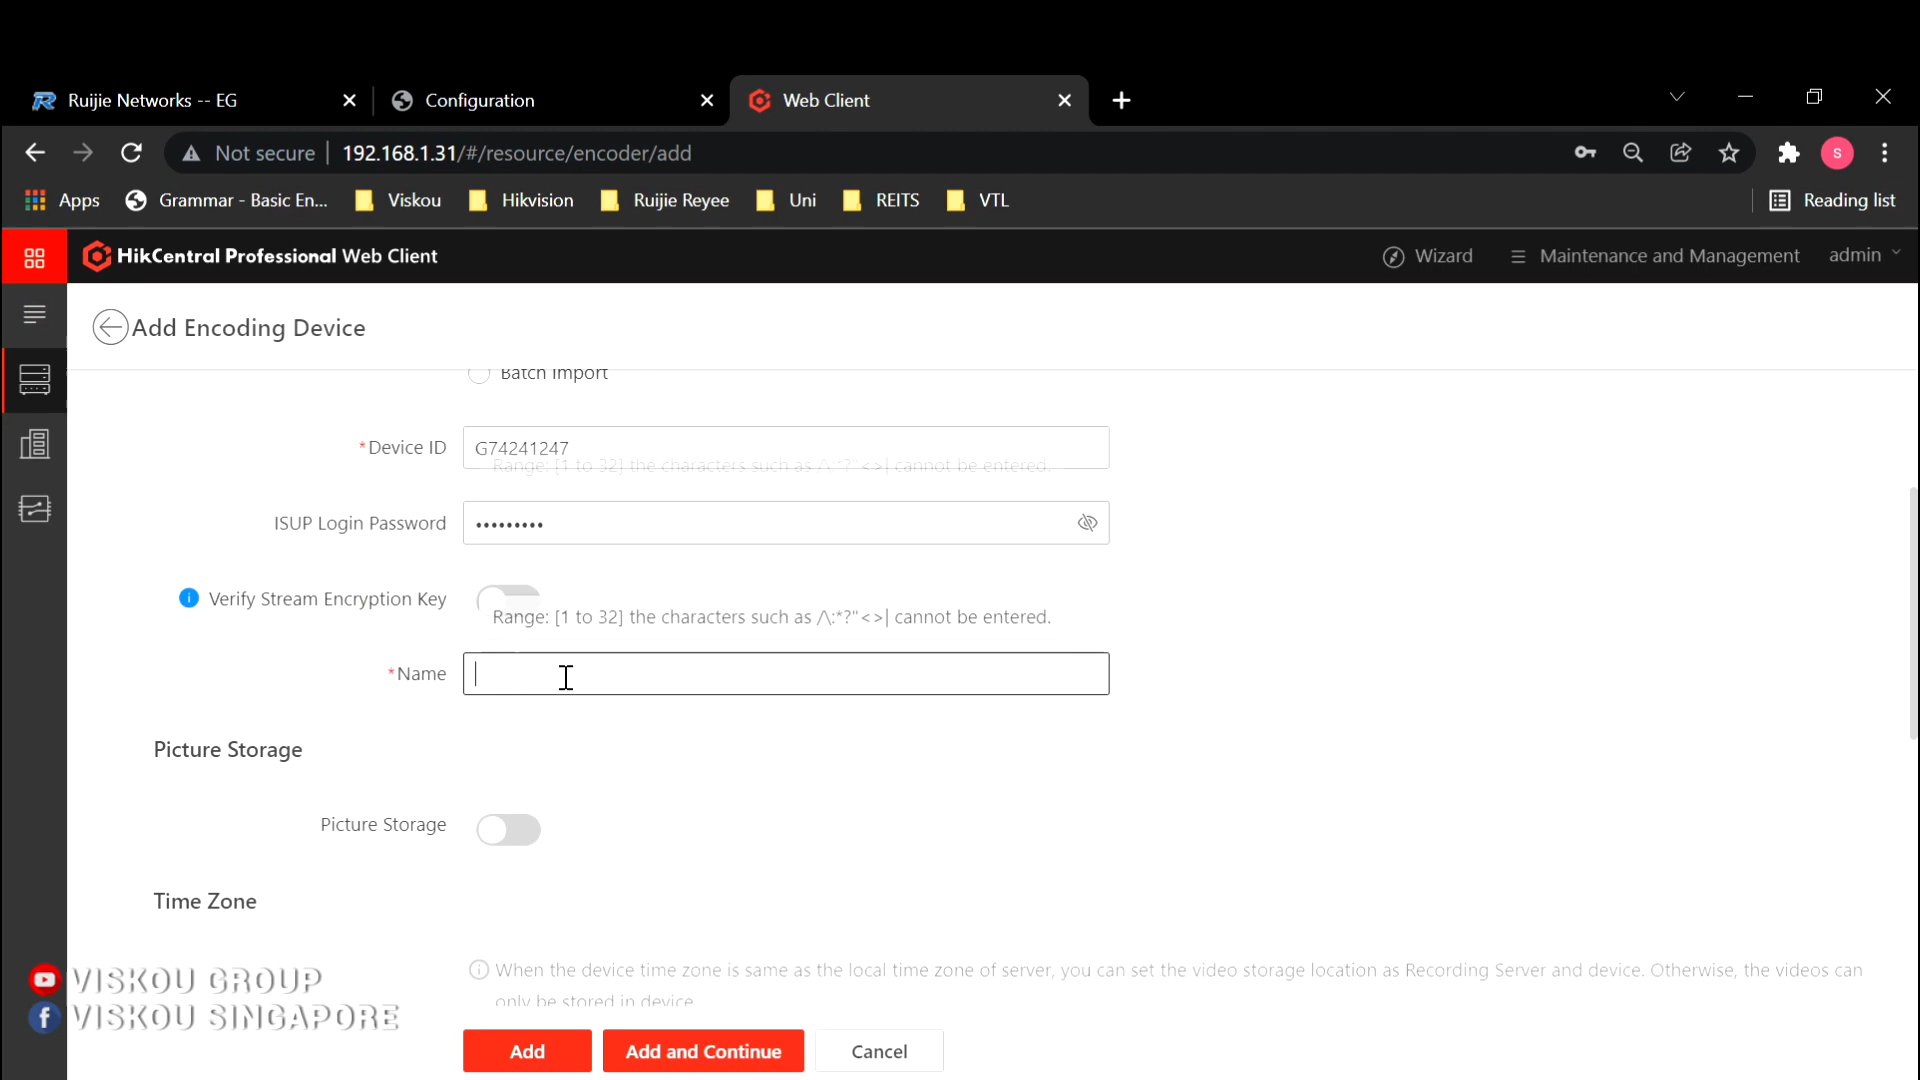 Ruijie Networks -- EG
Configuration
Web Client
Not secure 192.168.1.31/#/resource/encoder/add
S
Apps
Grammar - Basic En...
Viskou
Hikvision
Ruijie Reyee
Uni
REITS
VTL
Reading list
HikCentral Professional Web Client
Wizard
Maintenance and Management
admin
Add Encoding Device
Batch Import
*Device ID
G74241247
Range: [1 to 32] the characters such as /\:*?"<>| cannot be entered.
ISUP Login Password
•••••••••
Verify Stream Encryption Key
Range: [1 to 32] the characters such as /\:*?"<>| cannot be entered.
*Name
Picture Storage
Picture Storage
Time Zone
When the device time zone is same as the local time zone of server, you can set the video storage location as Recording Server and device. Otherwise, the videos can
only be stored in device
VISKOU GROUP
VISKOU SINGAPORE
Add
Add and Continue
Cancel